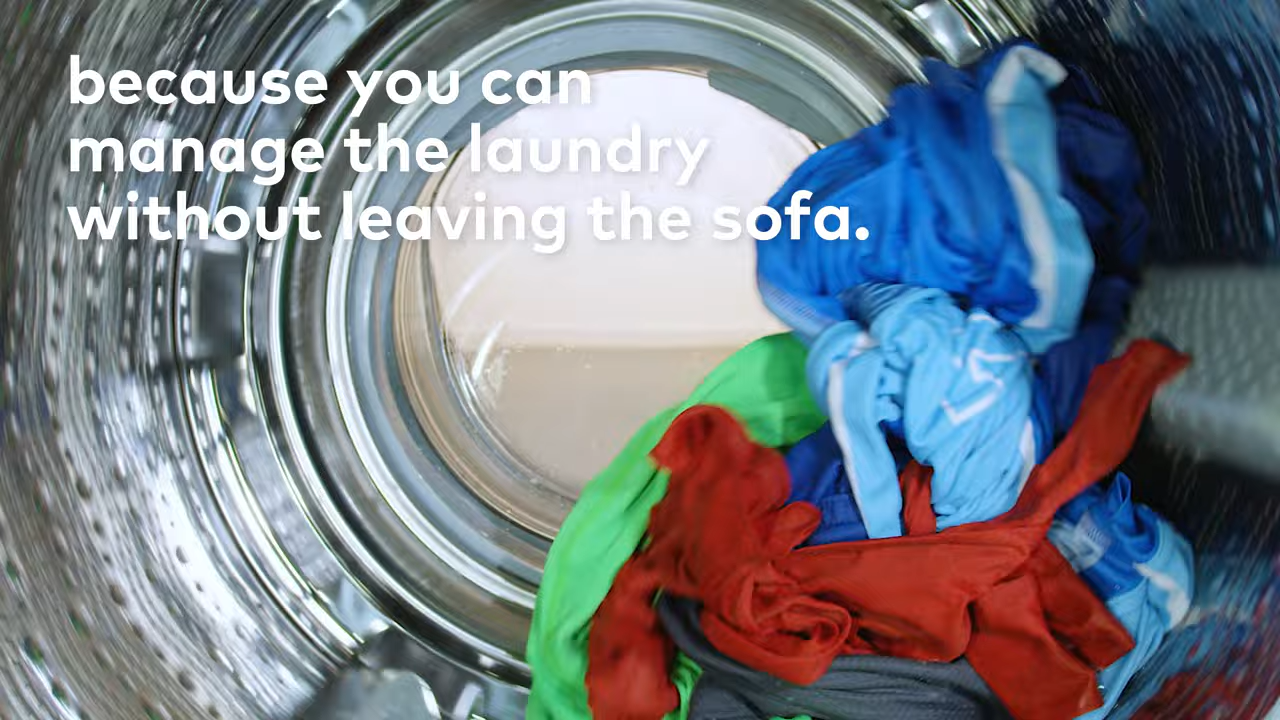 because you can
manage the laundry
without leaving the sofa.